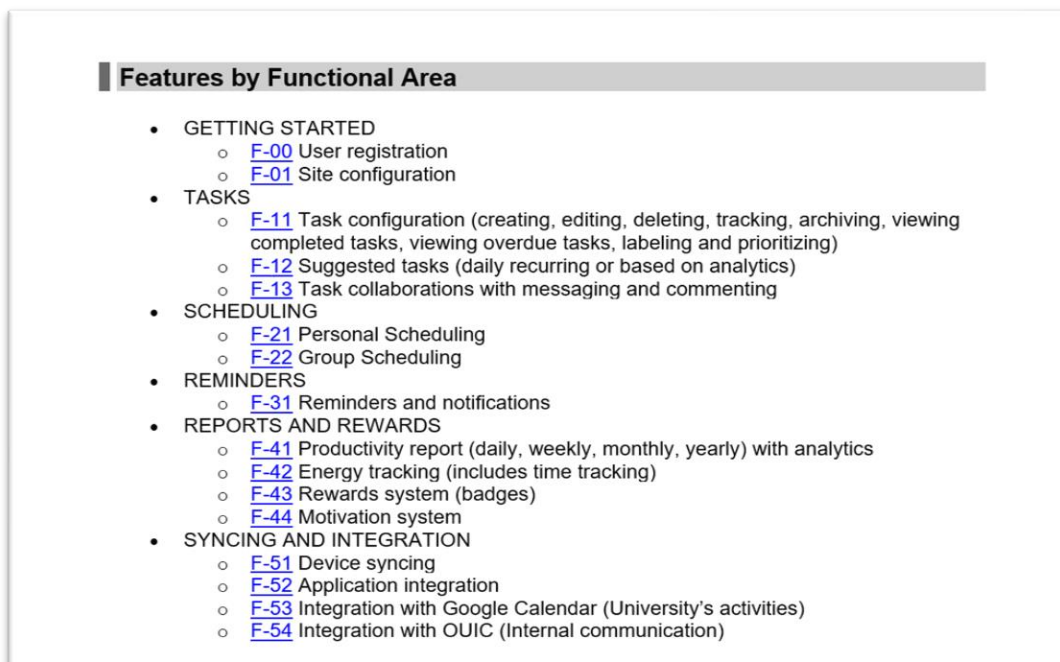 Features by Functional Area
• GETTING STARTED
o F-00 User registration
o F-01 Site configuration
• TASKS
o F-11 Task configuration (creating, editing, deleting, tracking, archiving, viewing
completed tasks, viewing overdue tasks, labeling and prioritizing)
o F-12 Suggested tasks (daily recurring or based on analytics)
o F-13 Task collaborations with messaging and commenting
• SCHEDULING
o F-21 Personal Scheduling
o F-22 Group Scheduling
• REMINDERS
o F-31 Reminders and notifications
• REPORTS AND REWARDS
o F-41 Productivity report (daily, weekly, monthly, yearly) with analytics
o F-42 Energy tracking (includes time tracking)
o F-43 Rewards system (badges)
o F-44 Motivation system
• SYNCING AND INTEGRATION
o F-51 Device syncing
o F-52 Application integration
o F-53 Integration with Google Calendar (University’s activities)
o F-54 Integration with OUIC (Internal communication)